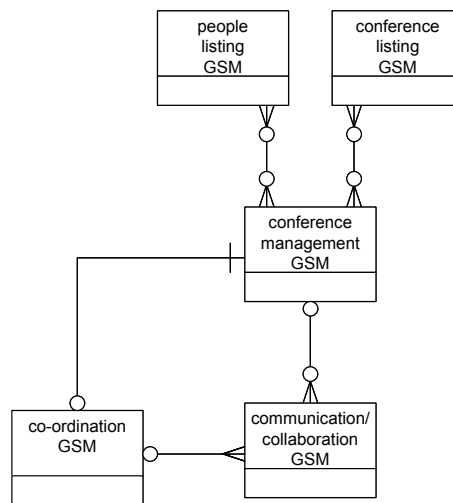 people
listing
GSM
conference
listing
GSM
conference
management
GSM
co-ordination
GSM
communication/
collaboration
GSM